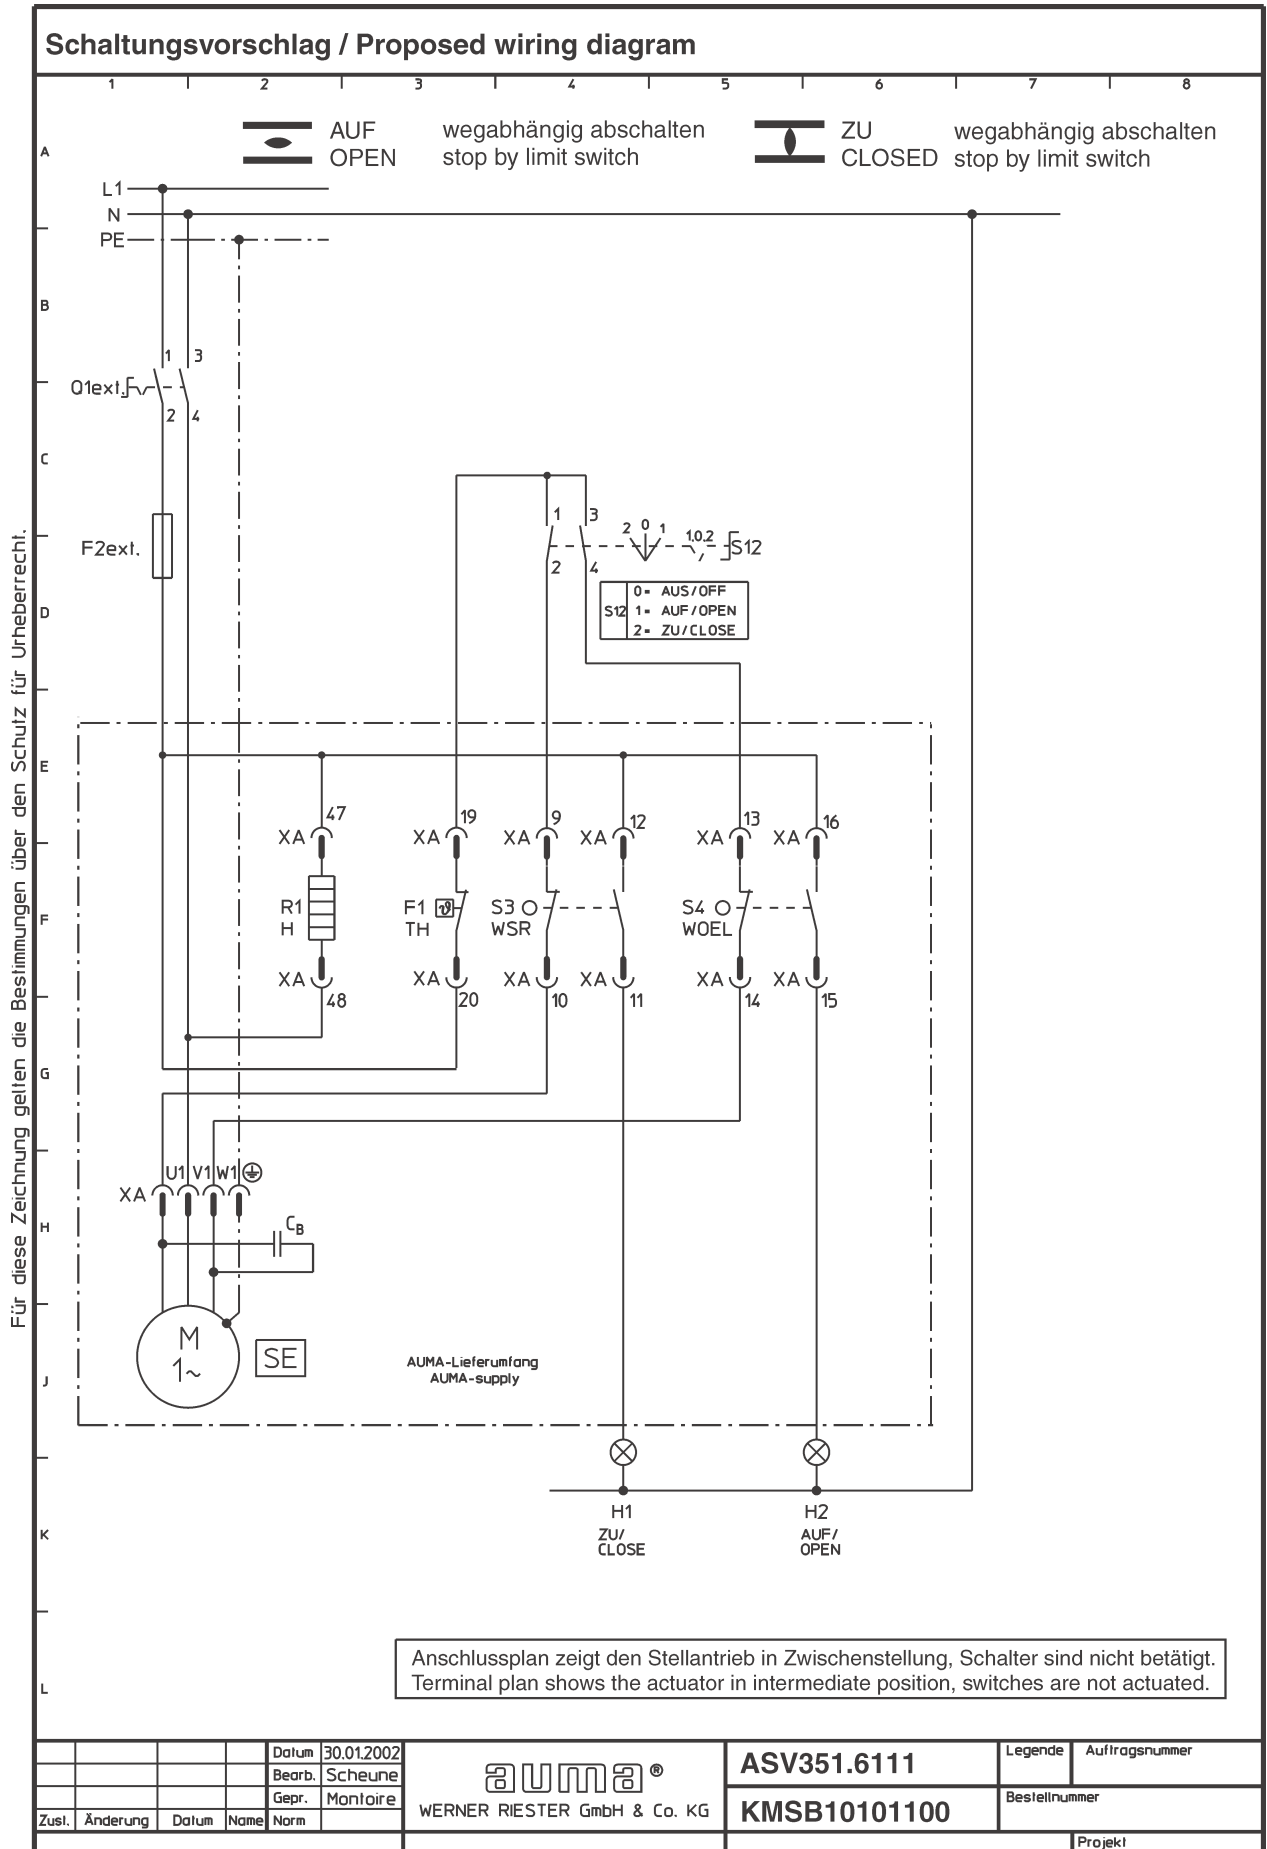 Schaltungsvorschlag / Proposed wiring diagram
1 2 3 4 5 6 7 8
AUF
OPEN
wegabhängig abschalten
stop by limit switch
ZU
CLOSED
wegabhängig abschalten
stop by limit switch
A
L1
N
PE
B
1 3
Q1ext.
2 4
C
1 3
2 0 1
1.0.2
S12
F2ext.
2 4
D
S12
0= AUS/OFF
1= AUF/OPEN
2= ZU/CLOSE
Für diese Zeichnung gelten die Bestimmungen über den Schutz für Urheberrecht.
E
47 19 9 12 13 16
XA XA XA XA XA XA
F
R1
H
F1
TH
ϑ
S3
WSR
S4
WOEL
XA XA XA XA XA XA
48 20 10 11 14 15
G
U1 V1 W1
XA
H
CB
M
1~
SE
AUMA-Lieferumfang
AUMA-supply
J
H1
ZU/
CLOSE
H2
AUF/
OPEN
K
Anschlussplan zeigt den Stellantrieb in Zwischenstellung, Schalter sind nicht betätigt.
Terminal plan shows the actuator in intermediate position, switches are not actuated.
L
Datum 30.01.2002
Bearb. Scheune
Gepr. Montoire
Zust. Änderung Datum Name Norm
auma®
WERNER RIESTER GmbH & Co. KG
ASV351.6111
KMSB10101100
Legende
Auftragsnummer
Bestellnummer
Projekt